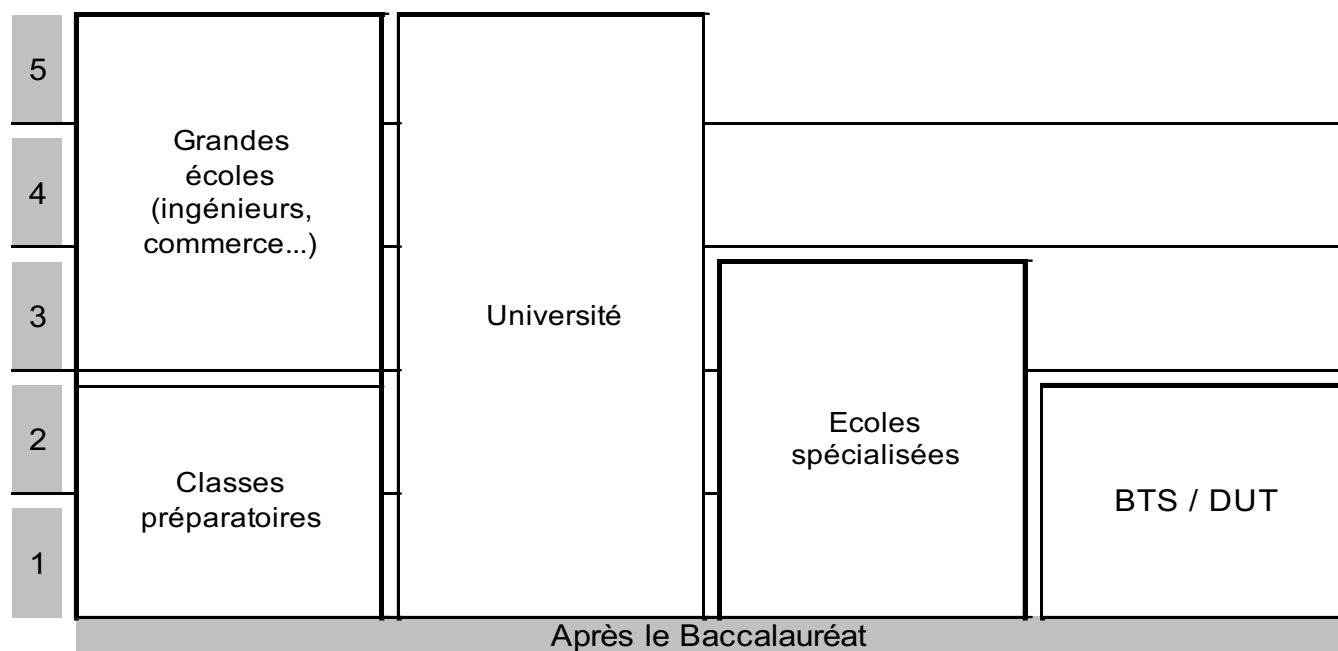 5
Grandes
écoles
(ingénieurs,
commerce...)
4
3
Université
2
Classes
préparatoires
Ecoles
spécialisées
BTS / DUT
1
Après le Baccalauréat